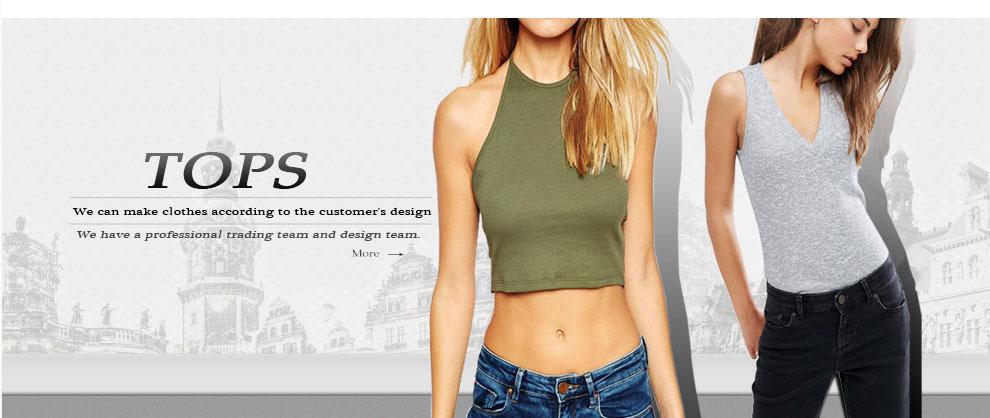 TOPS
We can make clothes according to the customer's design
We have a professional trading team and design team.
More